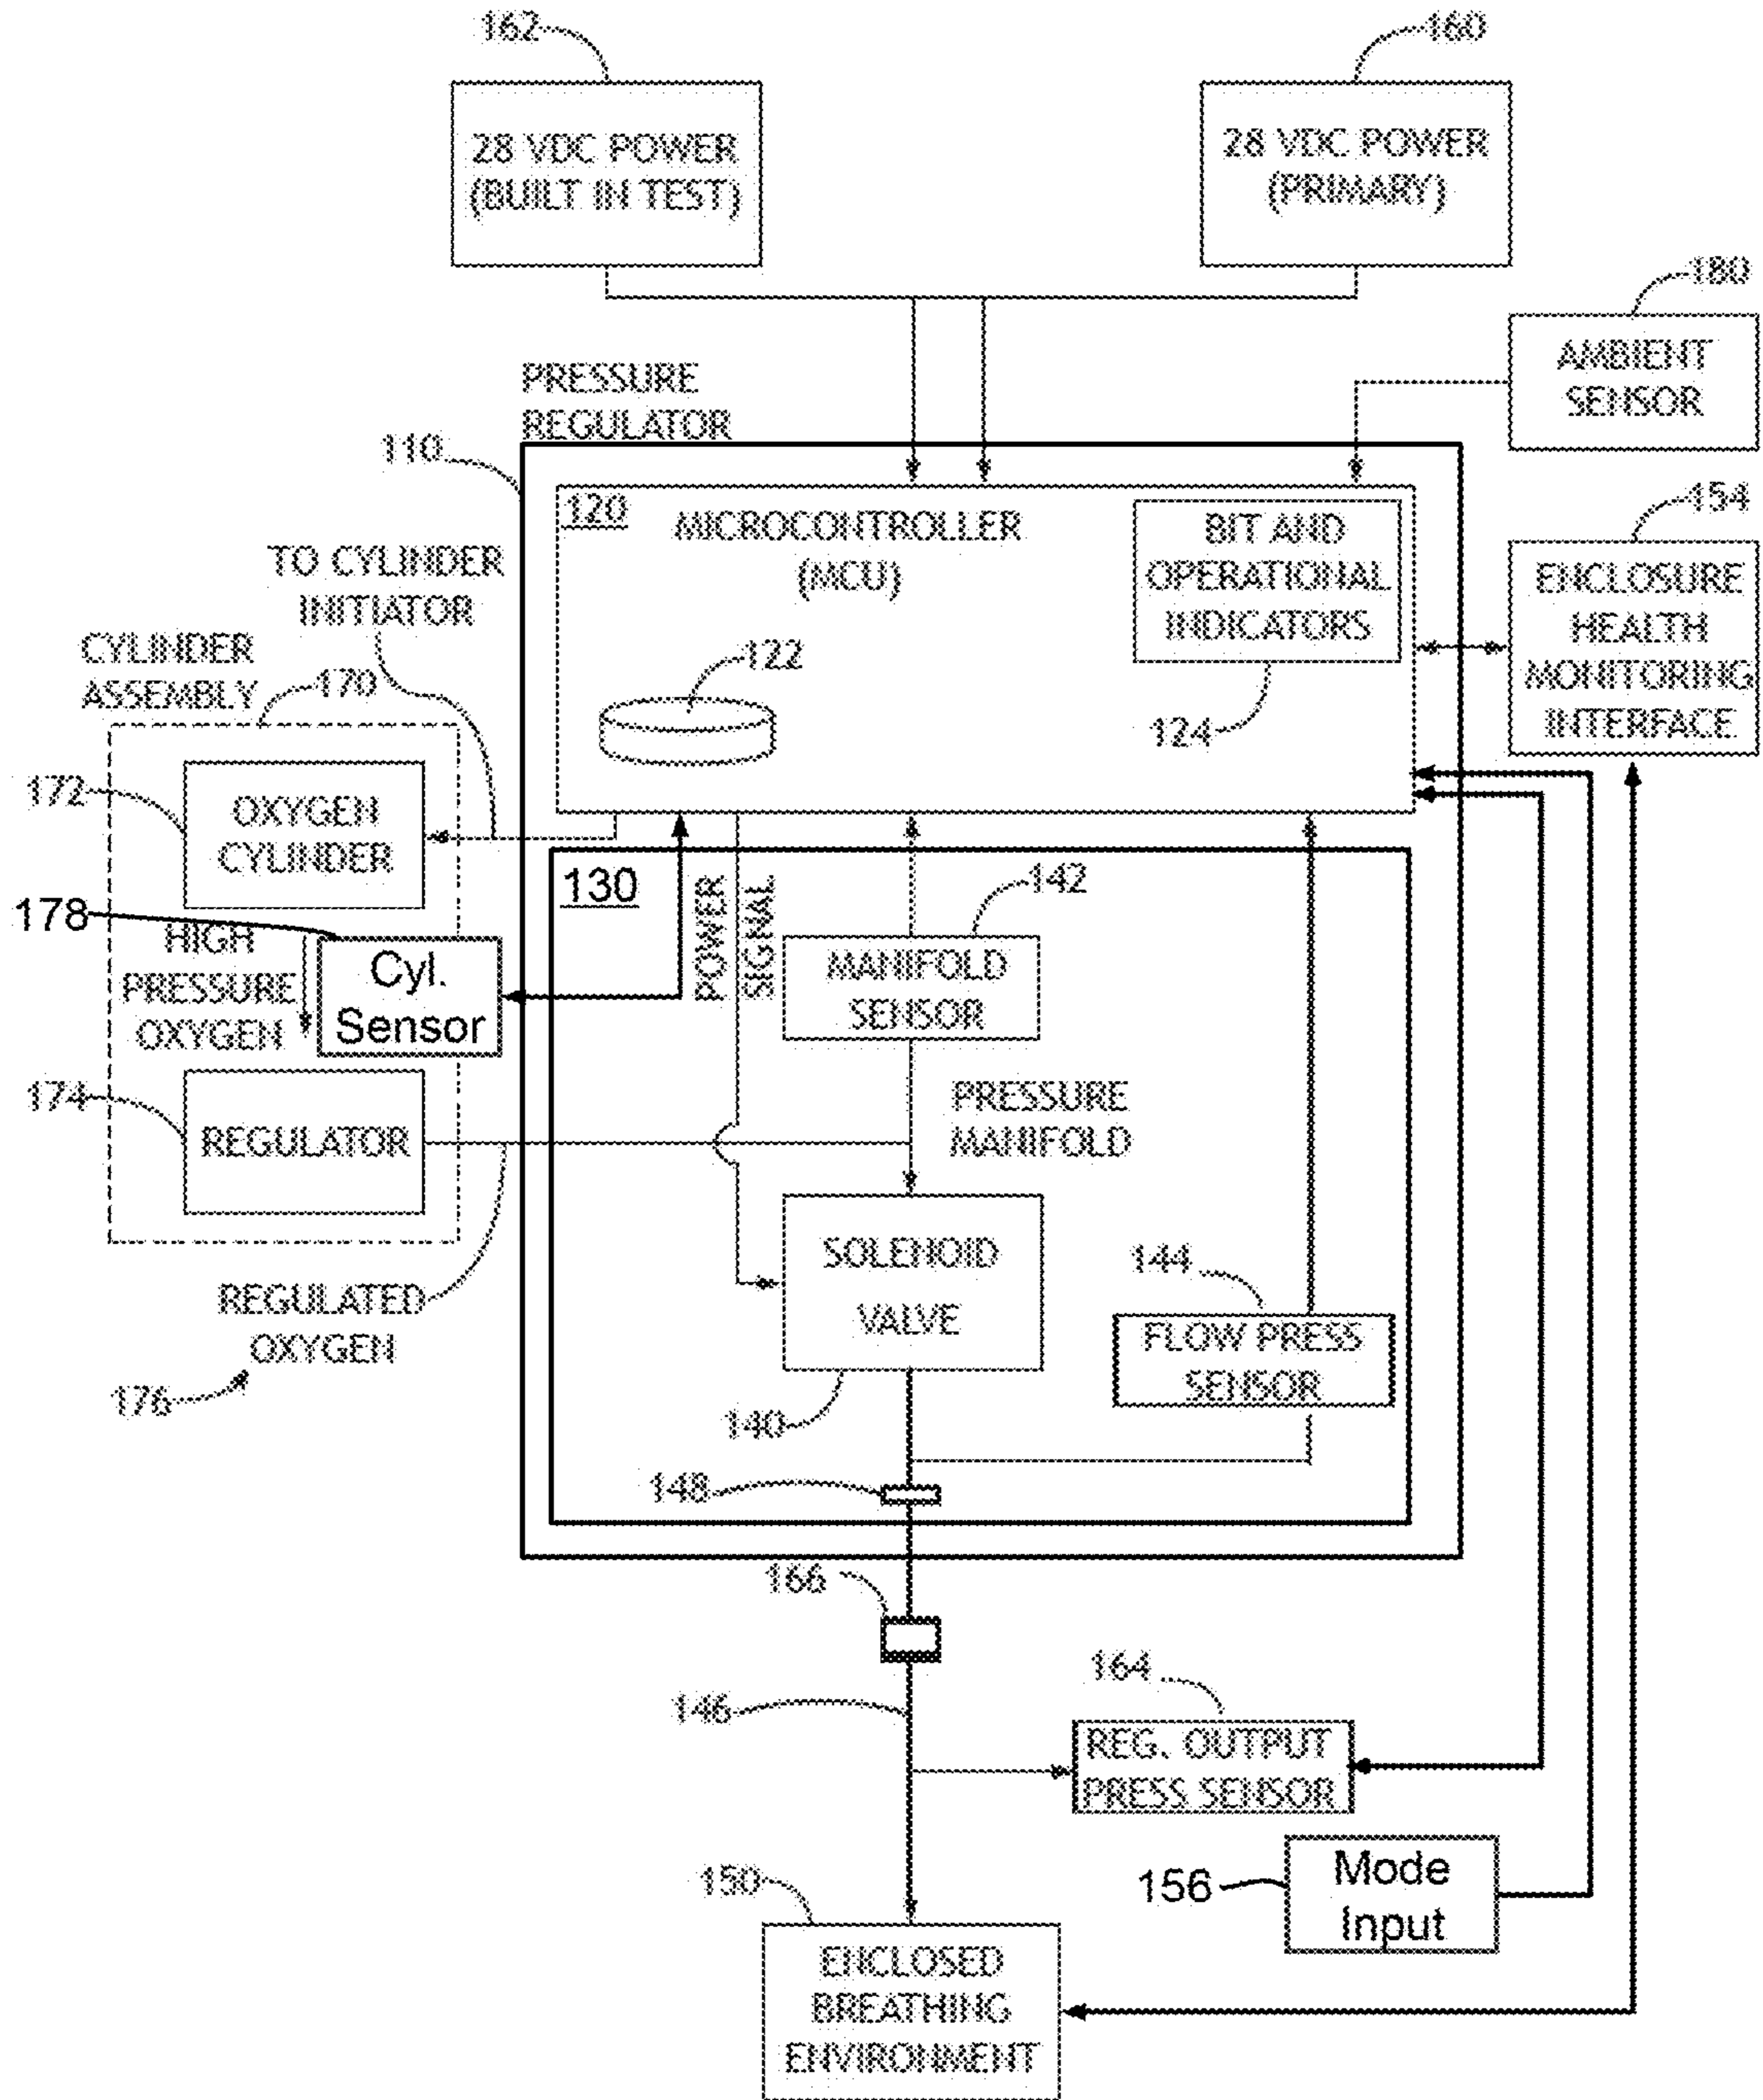 162
160
28 VDC POWER
(BUILT IN TEST)
28 VDC POWER
(PRIMARY)
180
AMBIENT
SENSOR
PRESSURE
REGULATOR
110
120
MICROCONTROLLER
(MCU)
BIT AND
OPERATIONAL
INDICATORS
124
122
154
ENCLOSURE
HEALTH
MONITORING
INTERFACE
TO CYLINDER
INITIATOR
CYLINDER
ASSEMBLY
170
172
OXYGEN
CYLINDER
178
HIGH
PRESSURE
OXYGEN
Cyl.
Sensor
174
REGULATOR
REGULATED
OXYGEN
176
130
POWER
SIGNAL
142
MANIFOLD
SENSOR
PRESSURE
MANIFOLD
SOLENOID
VALVE
140
144
FLOW PRESS
SENSOR
148
166
146
164
REG. OUTPUT
PRESS SENSOR
156
Mode
Input
150
ENCLOSED
BREATHING
ENVIRONMENT